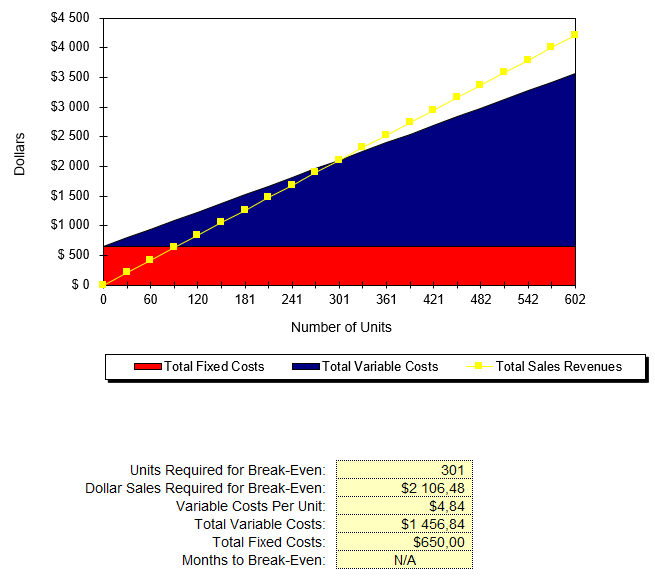 $4 500
$4 000
$3 500
$3 000
$2 500
$2 000
$1 500
$1 000
$ 500
$ 0
Dollars
0 60 120 181 241 301 361 421 482 542 602
Number of Units
Total Fixed Costs Total Variable Costs Total Sales Revenues
Units Required for Break-Even: 301
Dollar Sales Required for Break-Even: $2 106,48
Variable Costs Per Unit: $4,84
Total Variable Costs: $1 456,84
Total Fixed Costs: $650,00
Months to Break-Even: N/A